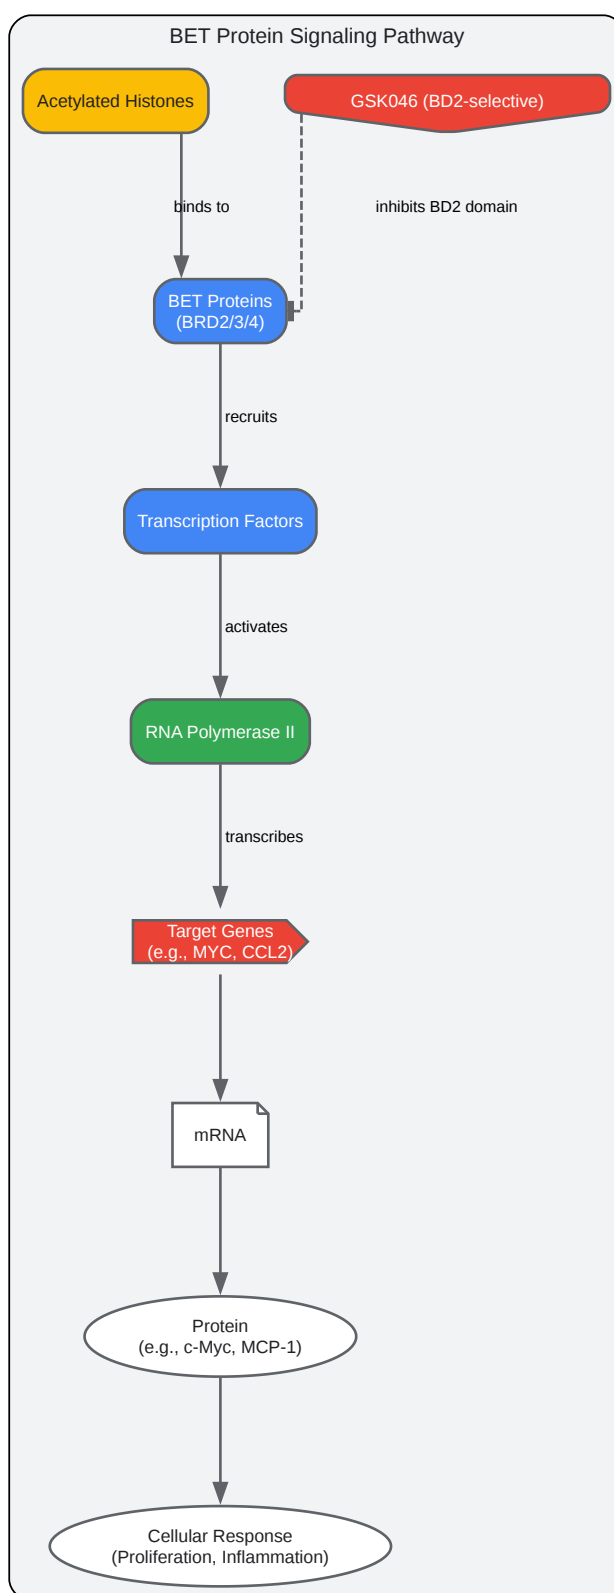 BET Protein Signaling Pathway
Acetylated Histones
GSK046 (BD2-selective)
binds to
inhibits BD2 domain
BET Proteins
(BRD2/3/4)
recruits
Transcription Factors
activates
RNA Polymerase II
transcribes
Target Genes
(e.g., MYC, CCL2)
mRNA
Protein
(e.g., c-Myc, MCP-1)
Cellular Response
(Proliferation, Inflammation)